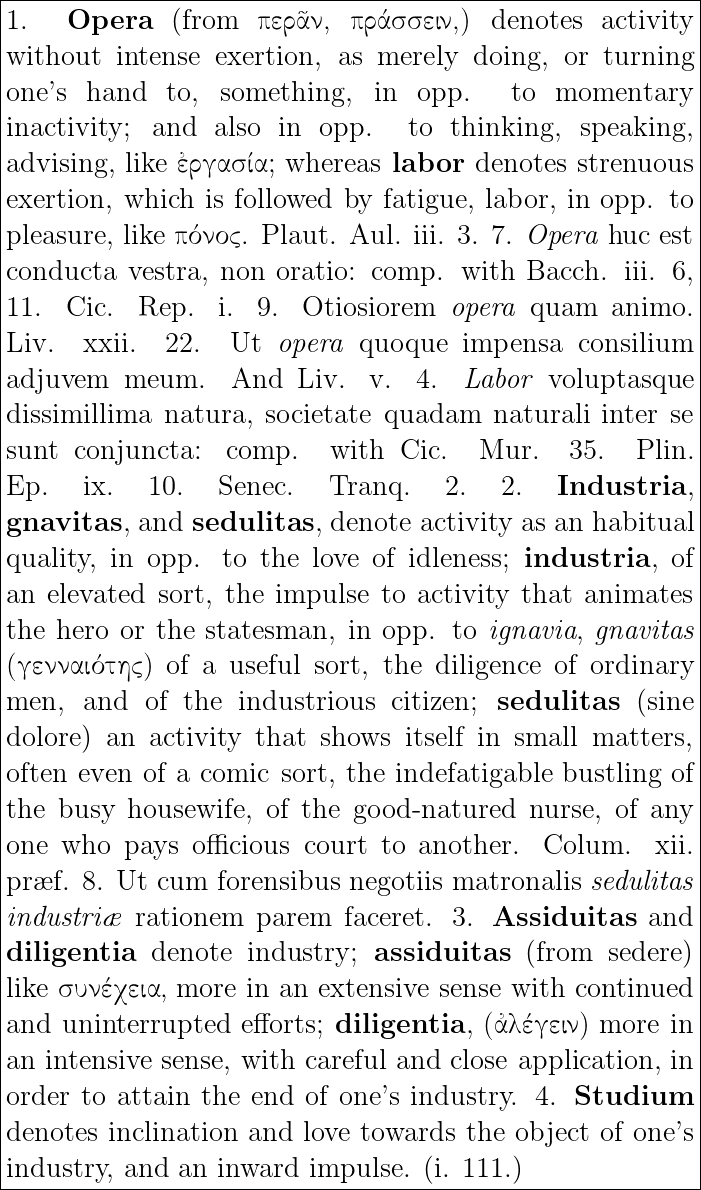 1. Opera (from περᾶν, πράσσειν,) denotes activity
without intense exertion, as merely doing, or turning
one's hand to, something, in opp. to momentary
inactivity; and also in opp. to thinking, speaking,
advising, like ἐργασία; whereas labor denotes strenuous
exertion, which is followed by fatigue, labor, in opp. to
pleasure, like πόνος. Plaut. Aul. iii. 3. 7. Opera huc est
conducta vestra, non oratio: comp. with Bacch. iii. 6,
11. Cic. Rep. i. 9. Otiosiorem opera quam animo.
Liv. xxii. 22. Ut opera quoque impensa consilium
adjuvem meum. And Liv. v. 4. Labor voluptasque
dissimillima natura, societate quadam naturali inter se
sunt conjuncta: comp. with Cic. Mur. 35. Plin.
Ep. ix. 10. Senec. Tranq. 2. 2. Industria,
gnavitas, and sedulitas, denote activity as an habitual
quality, in opp. to the love of idleness; industria, of
an elevated sort, the impulse to activity that animates
the hero or the statesman, in opp. to ignavia, gnavitas
(γενναιότης) of a useful sort, the diligence of ordinary
men, and of the industrious citizen; sedulitas (sine
dolore) an activity that shows itself in small matters,
often even of a comic sort, the indefatigable bustling of
the busy housewife, of the good-natured nurse, of any
one who pays officious court to another. Colum. xii.
præf. 8. Ut cum forensibus negotiis matronalis sedulitas
industriæ rationem parem faceret. 3. Assiduitas and
diligentia denote industry; assiduitas (from sedere)
like συνέχεια, more in an extensive sense with continued
and uninterrupted efforts; diligentia, (ἀλέγειν) more in
an intensive sense, with careful and close application, in
order to attain the end of one's industry. 4. Studium
denotes inclination and love towards the object of one's
industry, and an inward impulse. (i. 111.)